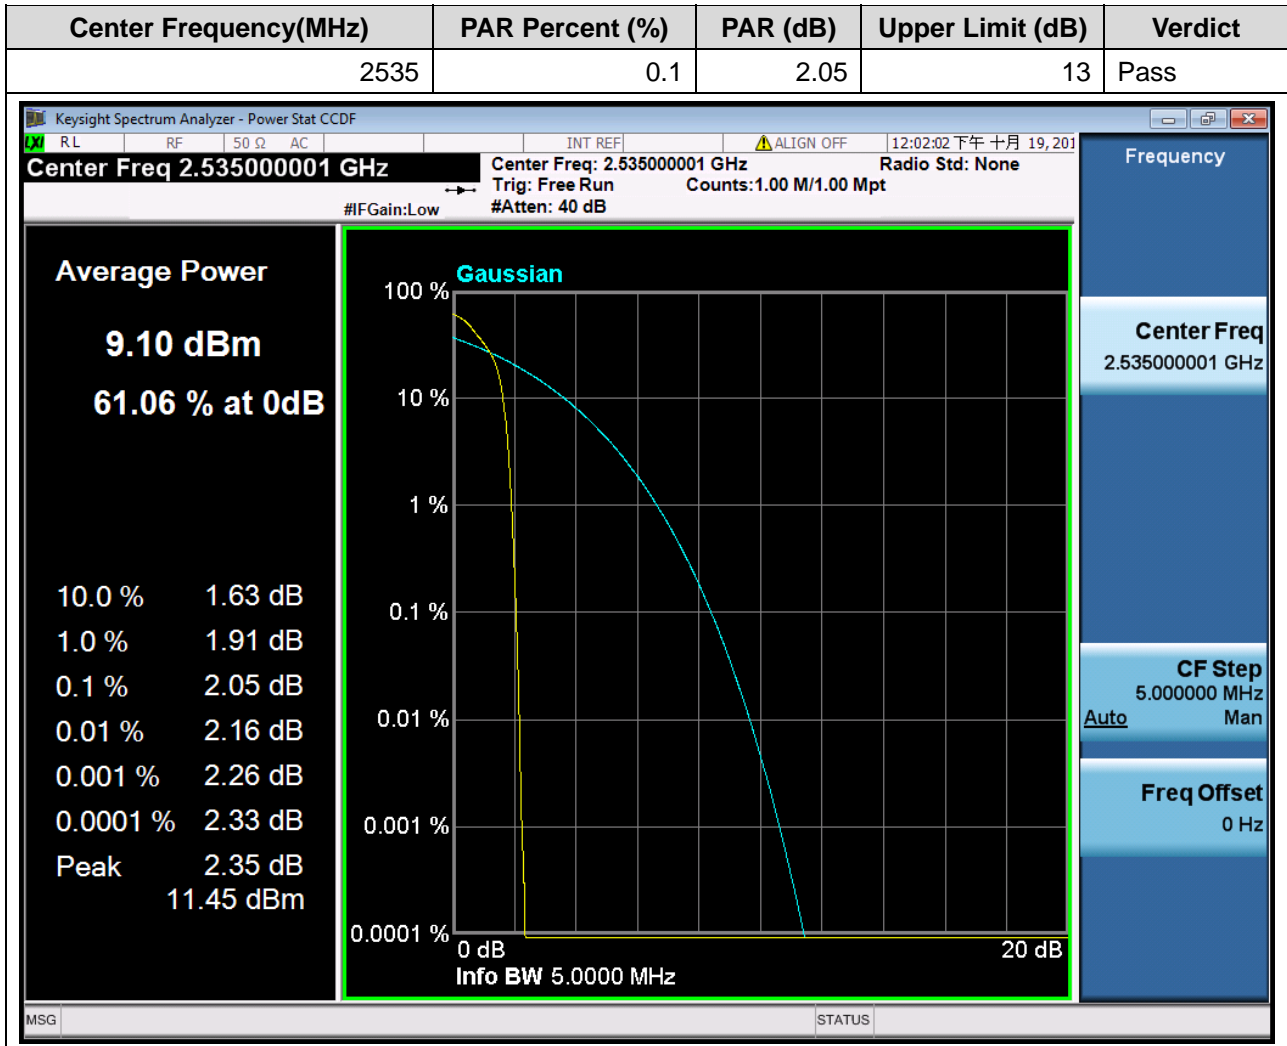 Center Frequency(MHz) PAR Percent (%) PAR (dB) Upper Limit (dB) Verdict
2535 0.1 2.05 13 Pass
Keysight Spectrum Analyzer - Power Stat CCDF
LXI RL RF 50 Ω AC INT REF ALIGN OFF 12:02:02下午 十月 19, 201
Center Freq 2.535000001 GHz
Center Freq: 2.535000001 GHz Radio Std: None
Trig: Free Run Counts:1.00 M/1.00 Mpt
#IFGain:Low #Atten: 40 dB
Average Power
9.10 dBm
61.06 % at 0dB
10.0 % 1.63 dB
1.0 % 1.91 dB
0.1 % 2.05 dB
0.01 % 2.16 dB
0.001 % 2.26 dB
0.0001 % 2.33 dB
Peak 2.35 dB
11.45 dBm
Gaussian
100 %
10 %
1 %
0.1 %
0.01 %
0.001 %
0.0001 %
0 dB 20 dB
Info BW 5.0000 MHz
Frequency
Center Freq
2.535000001 GHz
CF Step
5.000000 MHz
Auto Man
Freq Offset
0 Hz
MSG STATUS